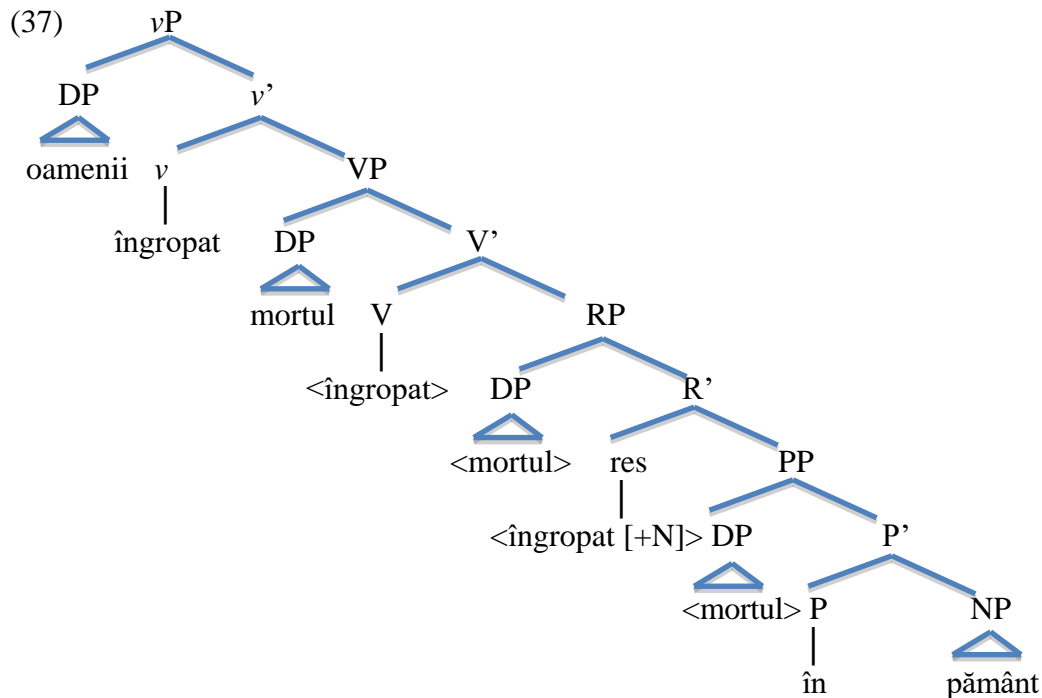 (37) vP
DP v’
oamenii v VP
îngropat DP V’
mortul V RP
<îngropat> DP R’
<mortul> res PP
<îngropat [+N]> DP P’
<mortul> P NP
în pământ